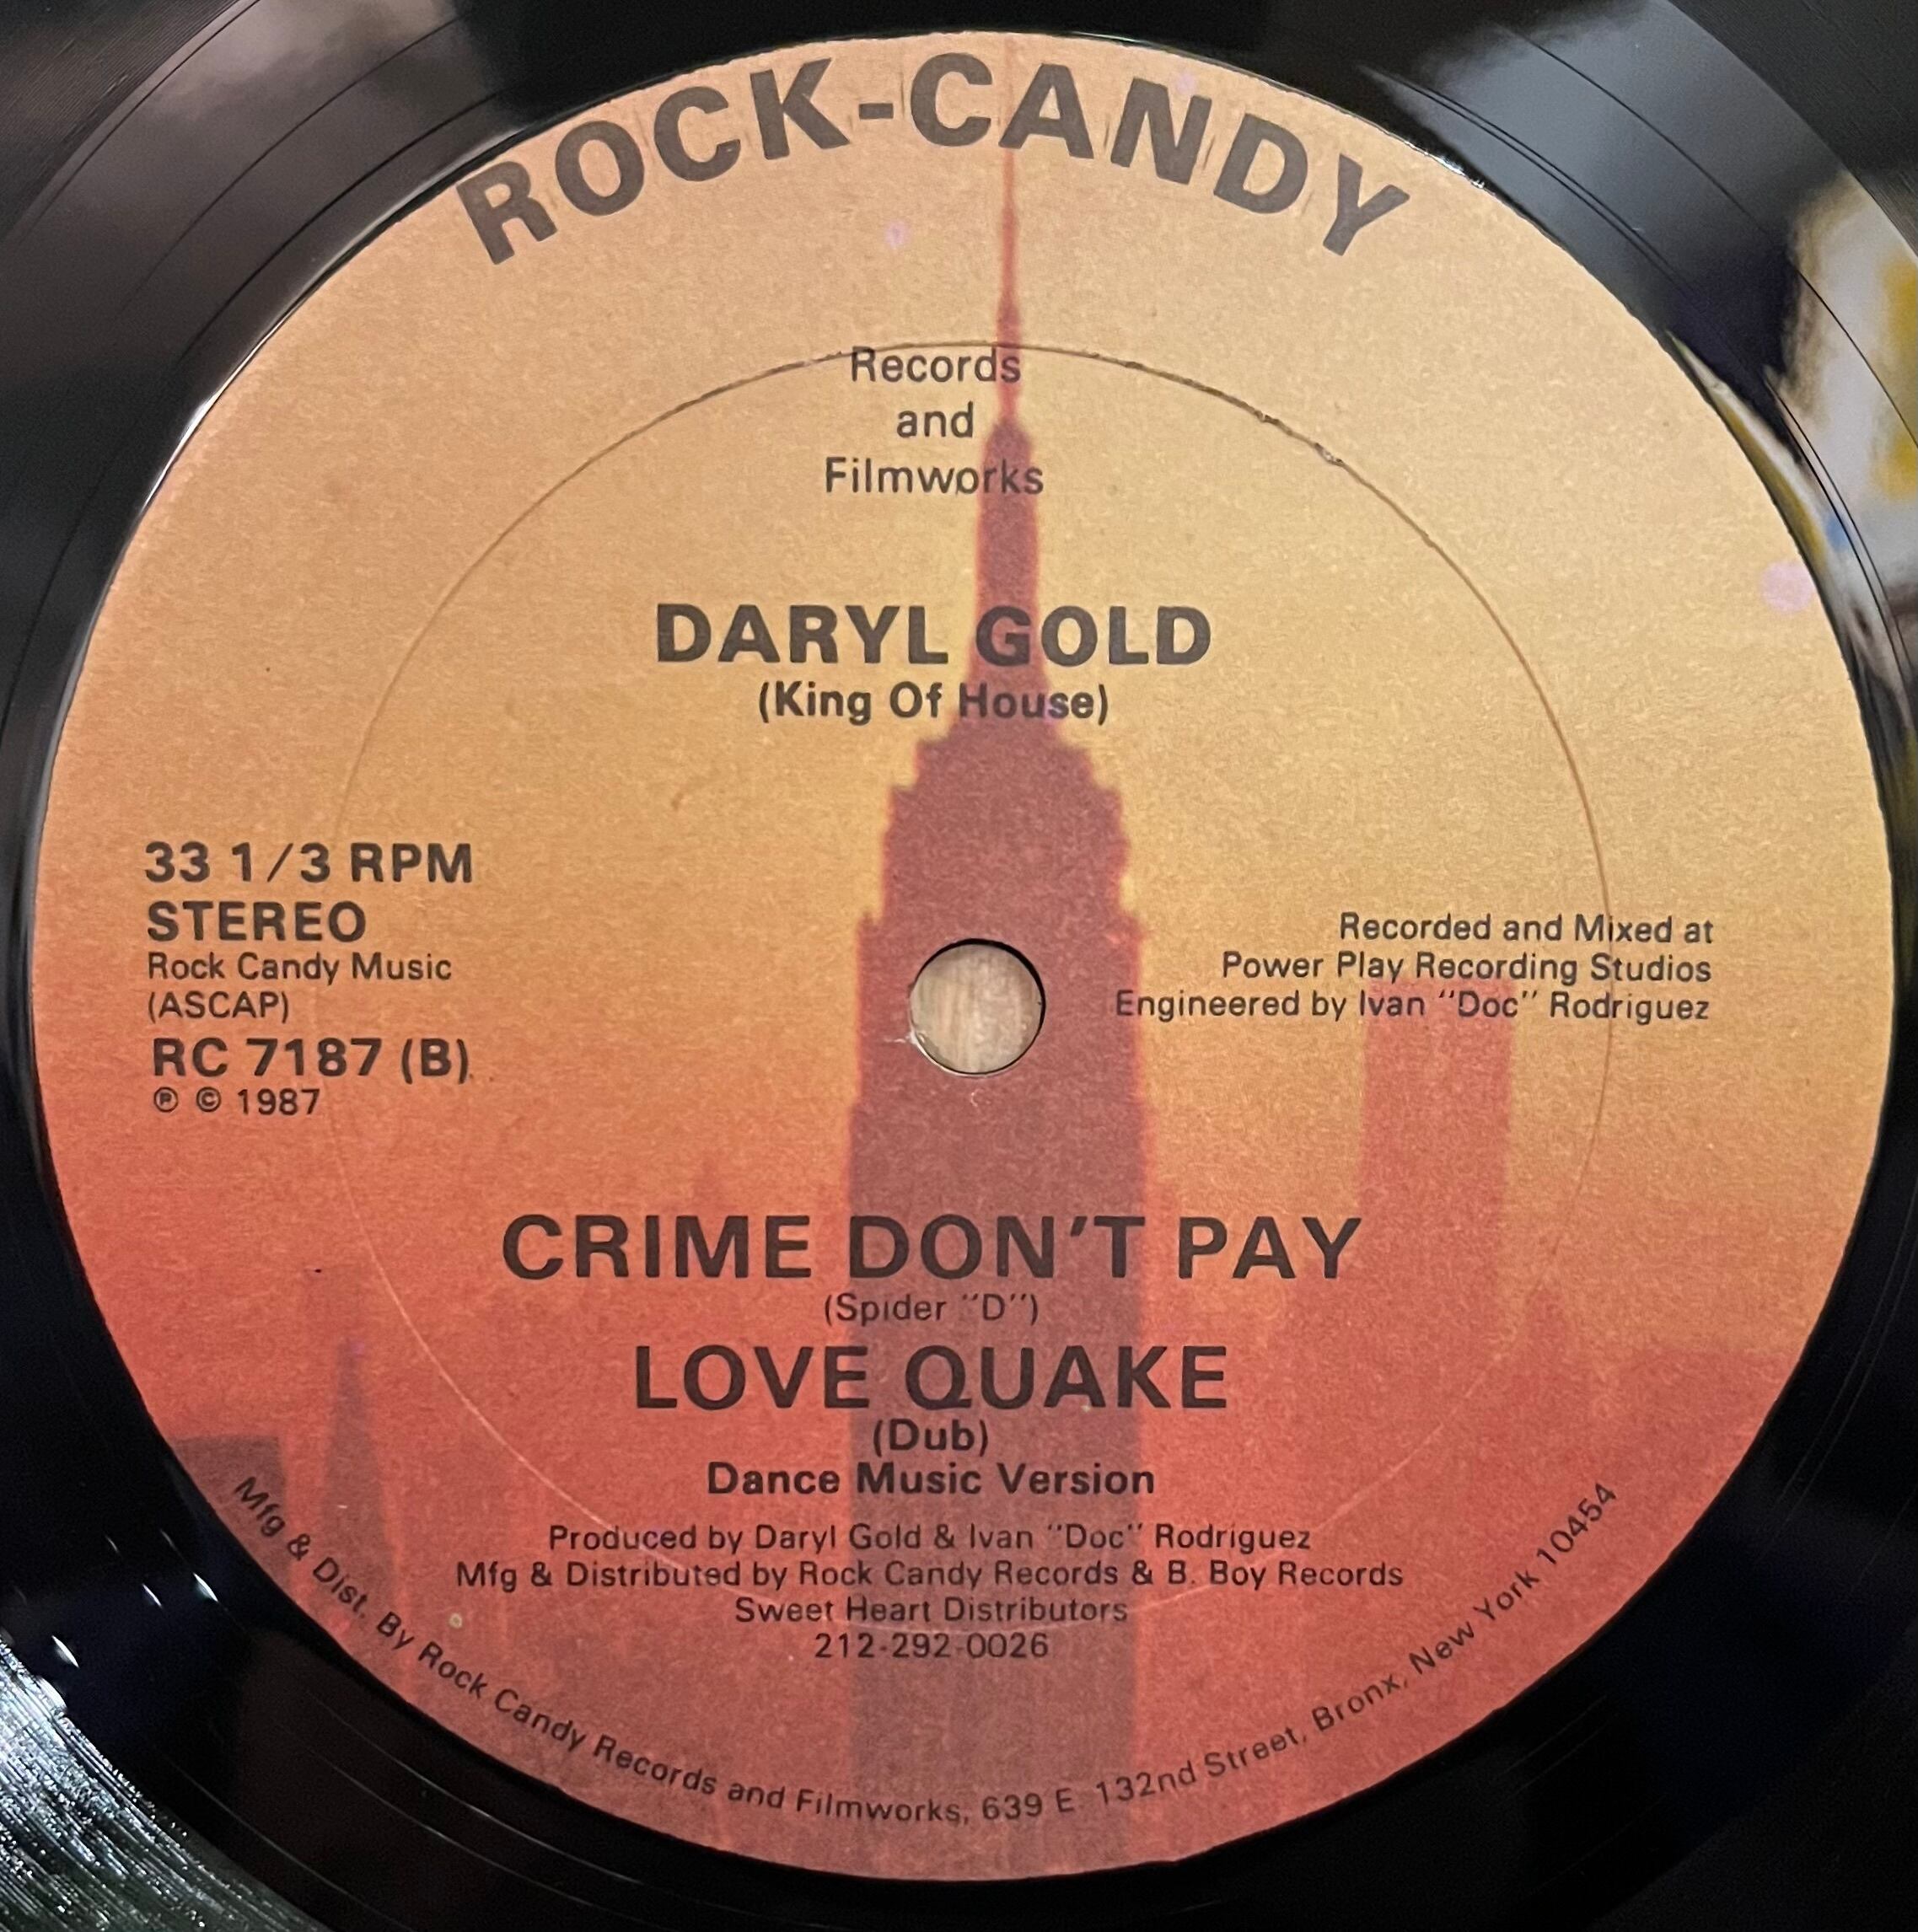 ROCK-CANDY
Records
and
Filmworks
DARYL GOLD
(King Of House)
33 1/3 RPM
STEREO
Rock Candy Music
(ASCAP)
RC 7187 (B)
℗ © 1987
Recorded and Mixed at
Power Play Recording Studios
Engineered by Ivan "Doc" Rodriguez
CRIME DON'T PAY
(Spider "D")
LOVE QUAKE
(Dub)
Dance Music Version
Produced by Daryl Gold & Ivan "Doc" Rodriguez
Mfg & Distributed by Rock Candy Records & B. Boy Records
Sweet Heart Distributors
212-292-0026
Mfg & Dist. By Rock Candy Records and Filmworks, 639 E. 132nd Street, Bronx, New York 10454